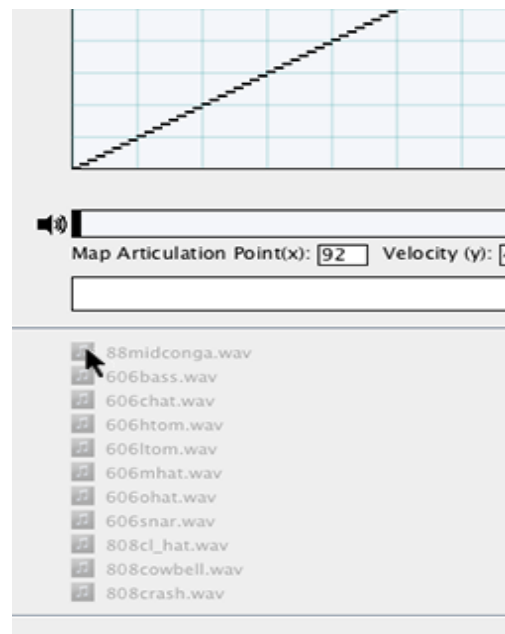 Map Articulation Point(x): 92 Velocity (y):
88midconga.wav
606bass.wav
606chat.wav
606htom.wav
606ltom.wav
606mhat.wav
606ohat.wav
606snar.wav
808cl_hat.wav
808cowbell.wav
808crash.wav